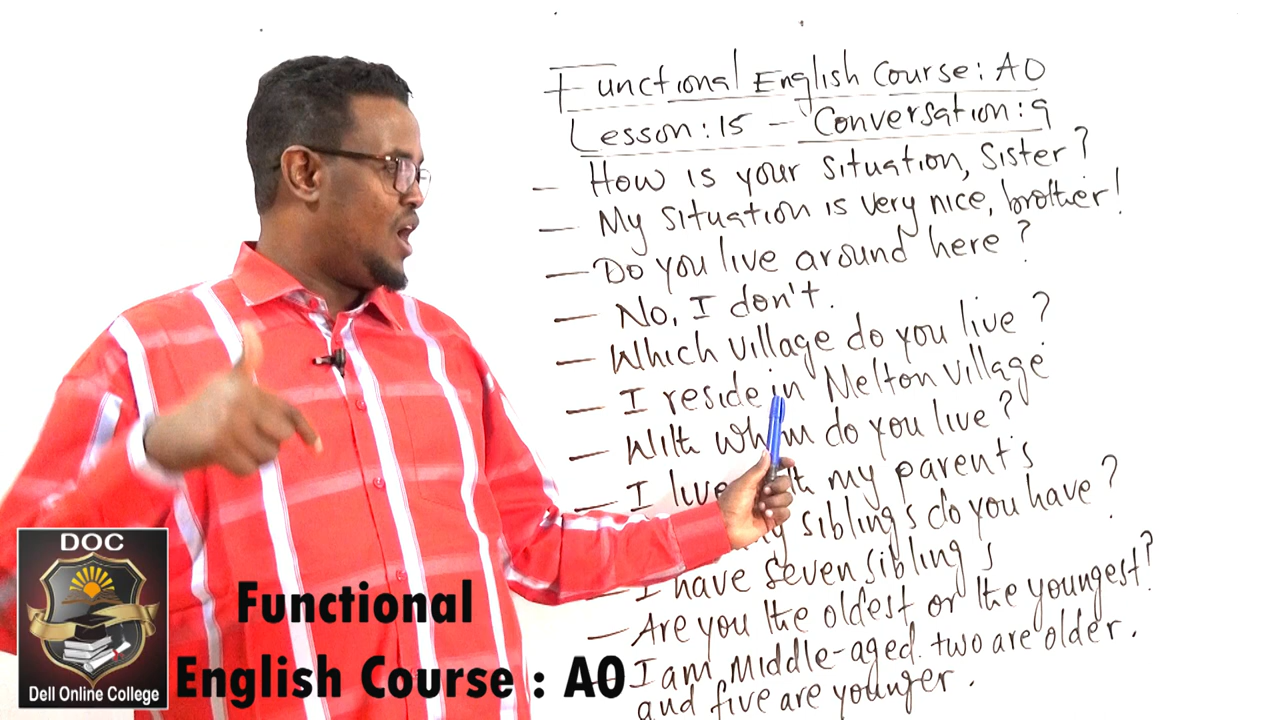 Functional English Course: A0
Lesson: 15 - Conversation: 9
- How is your situation, Sister?
- My situation is very nice, brother!
- Do you live around here?
- No, I don't.
- Which village do you live?
- I reside in Melton village
- With whom do you live?
- I live my parents
siblings do you have?
- I have seven siblings
- Are you the oldest or the youngest?
- I am middle-aged. two are older.
and five are younger.
DOC
Dell Online College
Functional
English Course : A0